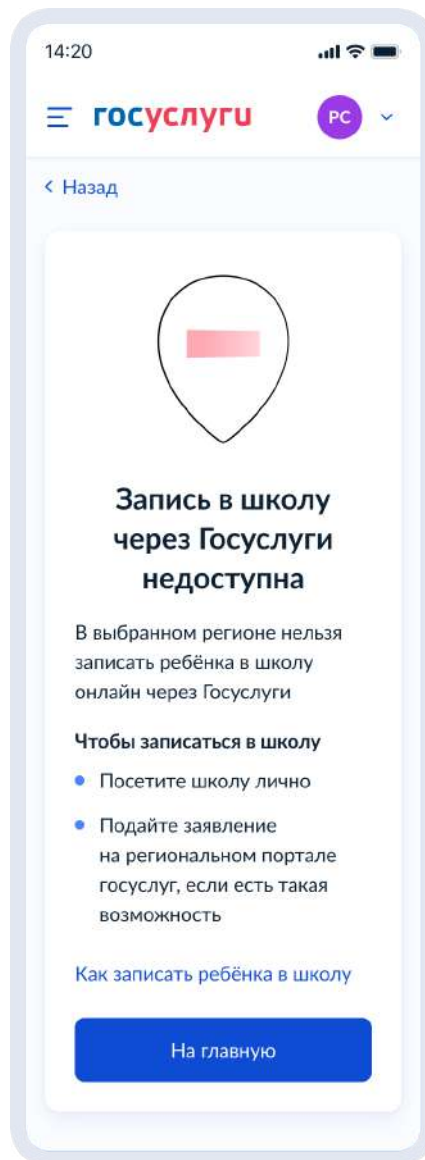 14:20
госуслуги
РС
Назад
Запись в школу
через Госуслуги
недоступна
В выбранном регионе нельзя
записать ребёнка в школу
онлайн через Госуслуги
Чтобы записаться в школу
Посетите школу лично
Подайте заявление
на региональном портале
госуслуг, если есть такая
возможность
Как записать ребёнка в школу
На главную